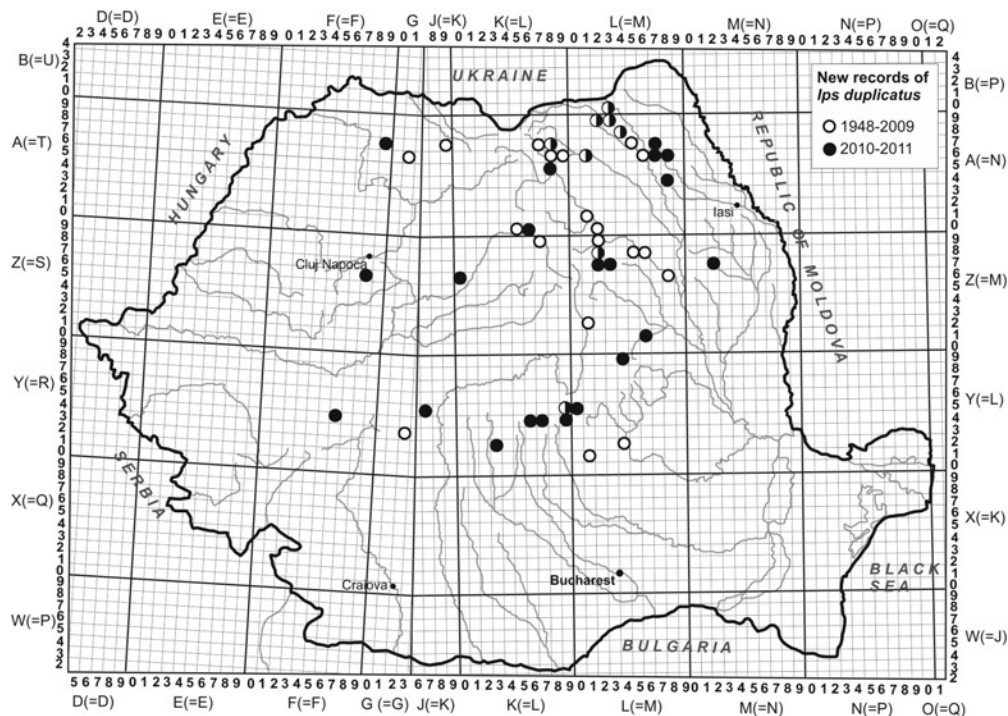 D(=D) E(=E) F(=F) G J(=K) K(=L) L(=M) M(=N) N(=P) O(=Q)
2 3 4 5 6 7 8 9 0 1 2 3 4 5 6 7 8 9 0 1 2 3 4 5 6 7 8 9 0 1 7 8 9 0 1 2 3 4 5 6 7 8 9 0 1 2 3 4 5 6 7 8 9 0 1 2 3 4 5 6 7 8 9 0 1 2 3 4 5 6 7 8 9 0 1 2
B(=U)
B(=P)
UKRAINE
New records of
Ips duplicatus
1948-2009
2010-2011
A(=T)
A(=N)
HUNGARY
REPUBLIC OF MOLDOVA
Iasi
Z(=S)
Cluj Napoca
Z(=M)
Y(=R)
Y(=L)
SERBIA
X(=Q)
X(=K)
Craiova
Bucharest
BLACK
SEA
W(=P)
BULGARIA
W(=J)
5 6 7 8 9 0 1 2 3 4 5 6 7 8 9 0 1 2 3 4 5 6 7 8 9 0 1 2 3 6 7 8 9 0 1 2 3 4 5 6 7 8 9 0 1 2 3 4 5 6 7 8 9 0 1 2 3 4 5 6 7 8 9 0 1 2 3 4 5 6 7 8 9 0 1
D(=D) E(=E) F(=F) G (=G) J(=K) K(=L) L(=M) M(=N) N(=P) O(=Q)